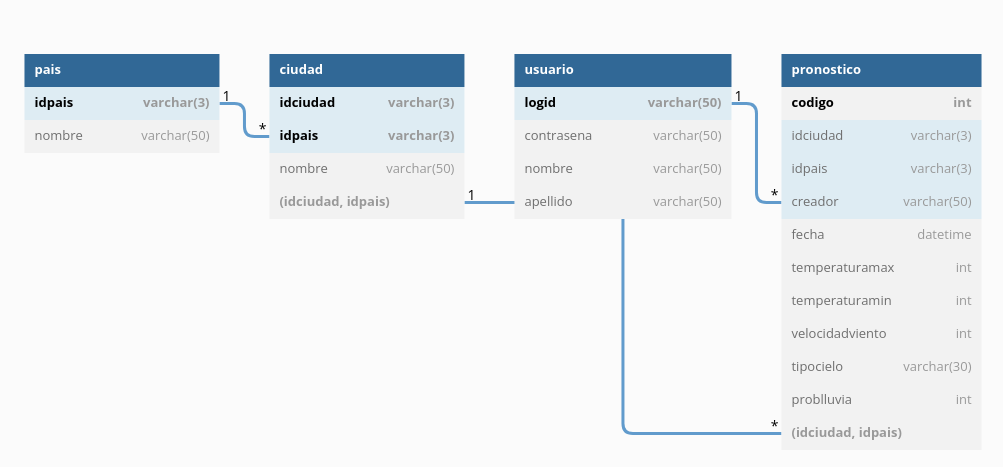 pais
idpais varchar(3)
nombre varchar(50)
1
*
ciudad
idciudad varchar(3)
idpais varchar(3)
nombre varchar(50)
(idciudad, idpais)
1
usuario
logid varchar(50)
contrasena varchar(50)
nombre varchar(50)
apellido varchar(50)
1
*
*
pronostico
codigo int
idciudad varchar(3)
idpais varchar(3)
creador varchar(50)
fecha datetime
temperaturamax int
temperaturamin int
velocidadviento int
tipocielo varchar(30)
problluvia int
(idciudad, idpais)